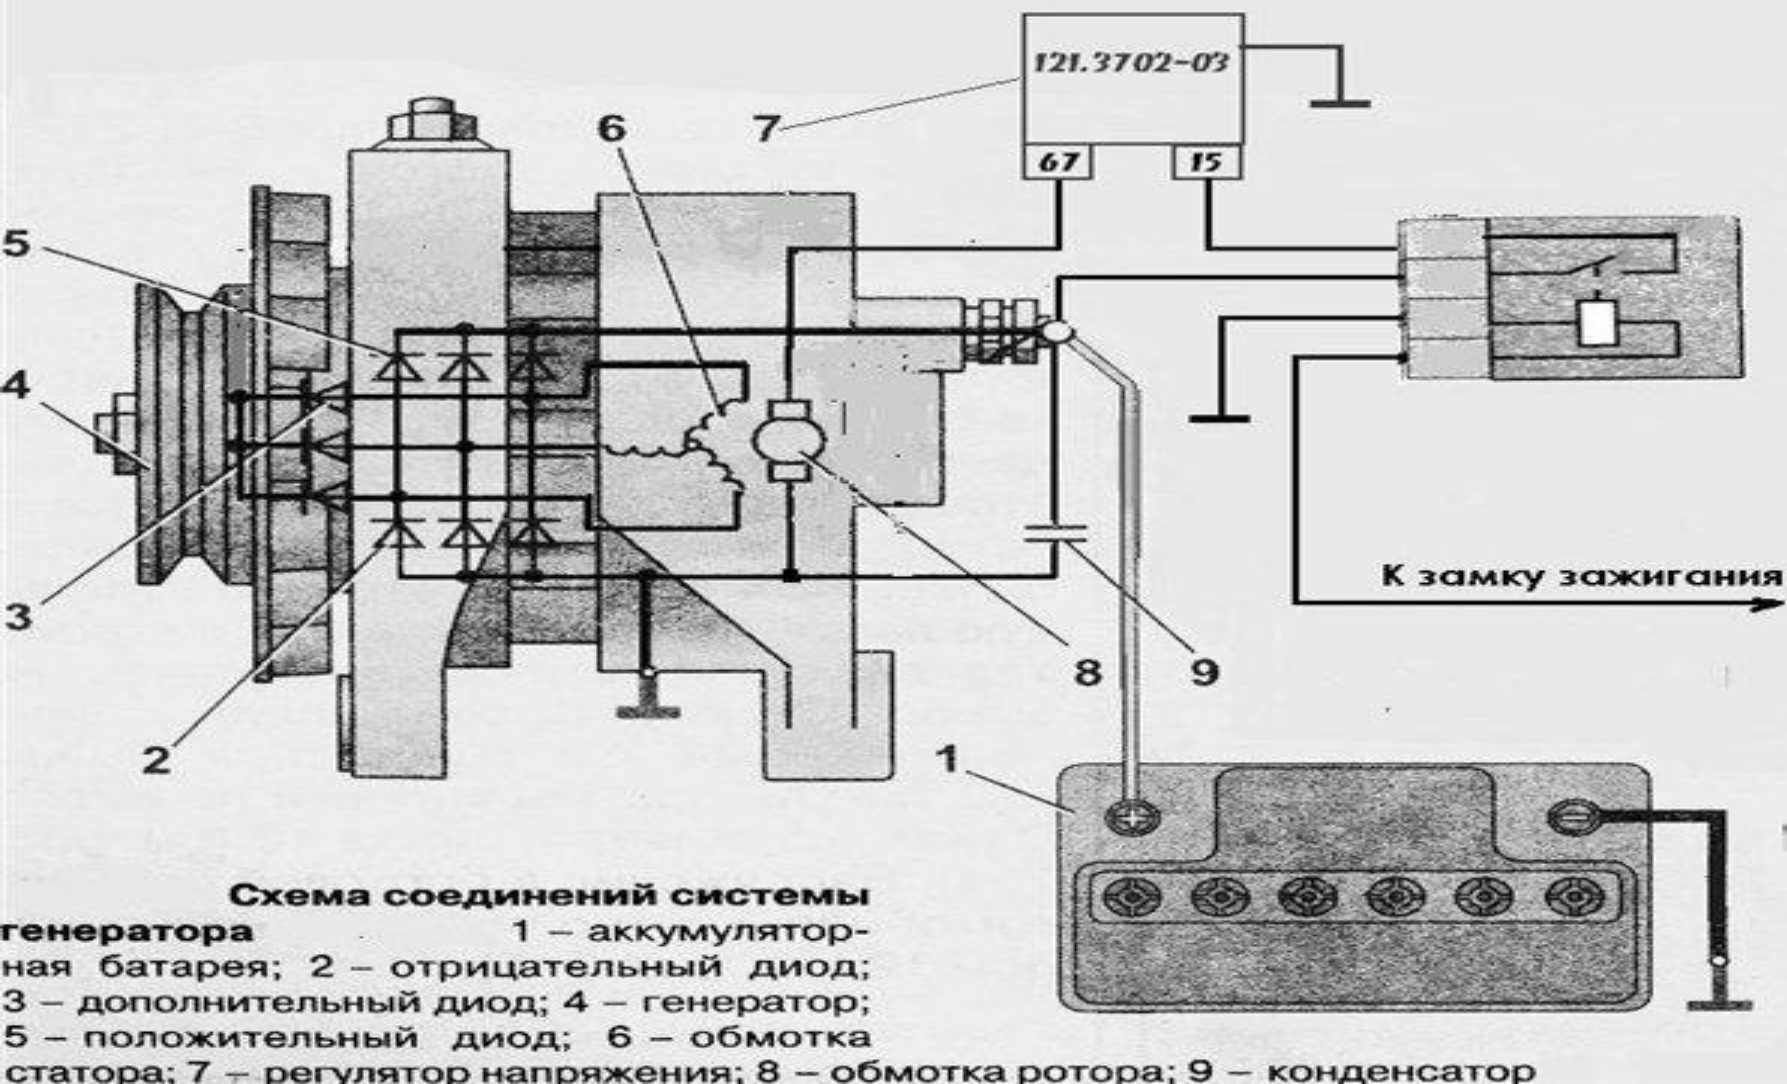 121.3702-03
6
7
67
15
5
4
3
К замку зажигания
8
9
2
1
Схема соединений системы
генератора 1 – аккумулятор-
ная батарея; 2 – отрицательный диод;
3 – дополнительный диод; 4 – генератор;
5 – положительный диод; 6 – обмотка
статора; 7 – регулятор напряжения; 8 – обмотка ротора; 9 – конденсатор